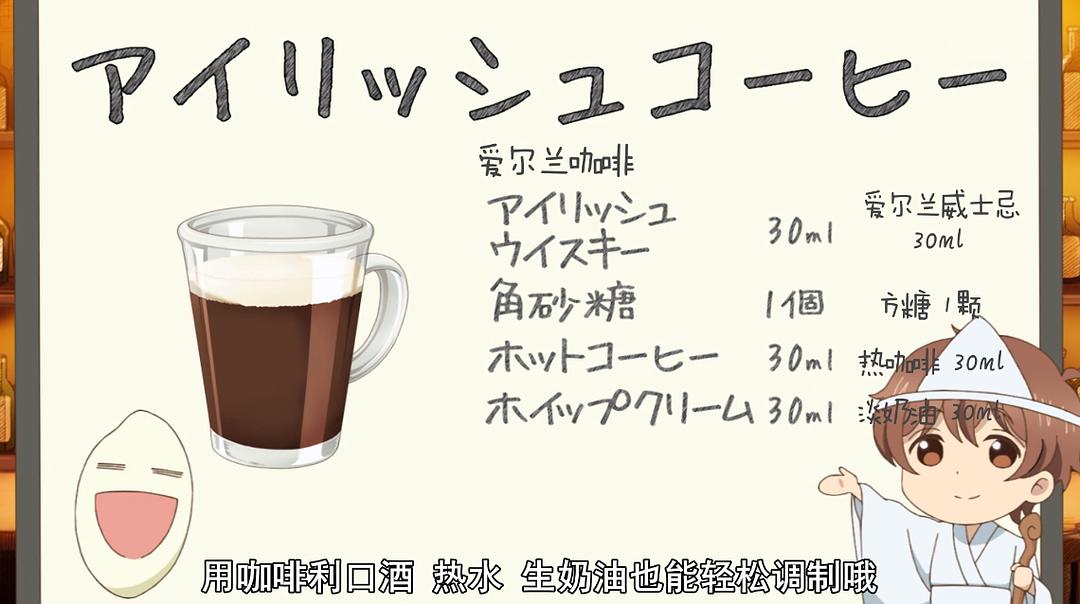 アイリッシュコーヒー
爱尔兰咖啡
アイリッシュ
ウイスキー
30ml
爱尔兰威士忌
30ml
角砂糖 1個 方糖 1颗
ホットコーヒー 30ml 热咖啡 30ml
ホイップクリーム 30ml 淡奶油 30ml
用咖啡利口酒 热水 生奶油也能轻松调制哦